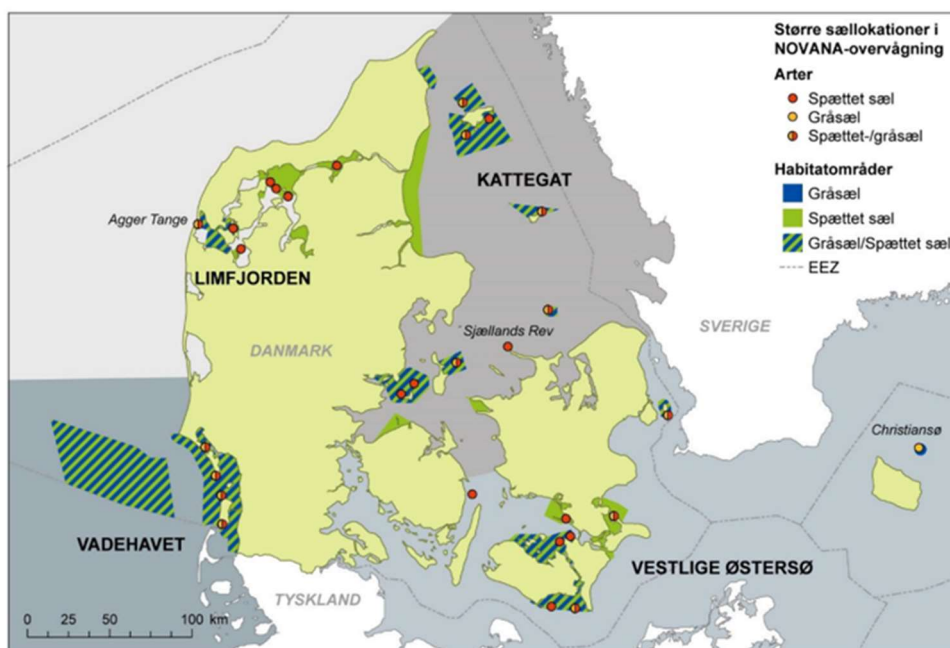 Større sællokationer i
NOVANA-overvågning
Arter
Spættet sæl
Gråsæl
Spættet-/gråsæl
Habitatområder
Gråsæl
Spættet sæl
Gråsæl/Spættet sæl
EEZ
KATTEGAT
Agger Tange
LIMFJORDEN
Sjællands Rev
SVERIGE
DANMARK
Christiansø
VADEHAVET
VESTLIGE ØSTERSØ
TYSKLAND
0 25 50 100 km